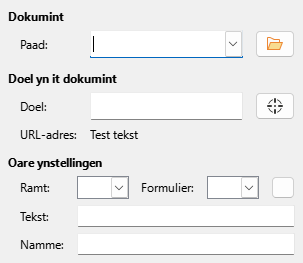 Dokumint
Paad:
Doel yn it dokumint
Doel:
URL-adres: Test tekst
Oare ynstellingen
Ramt: Formulier:
Tekst:
Namme: